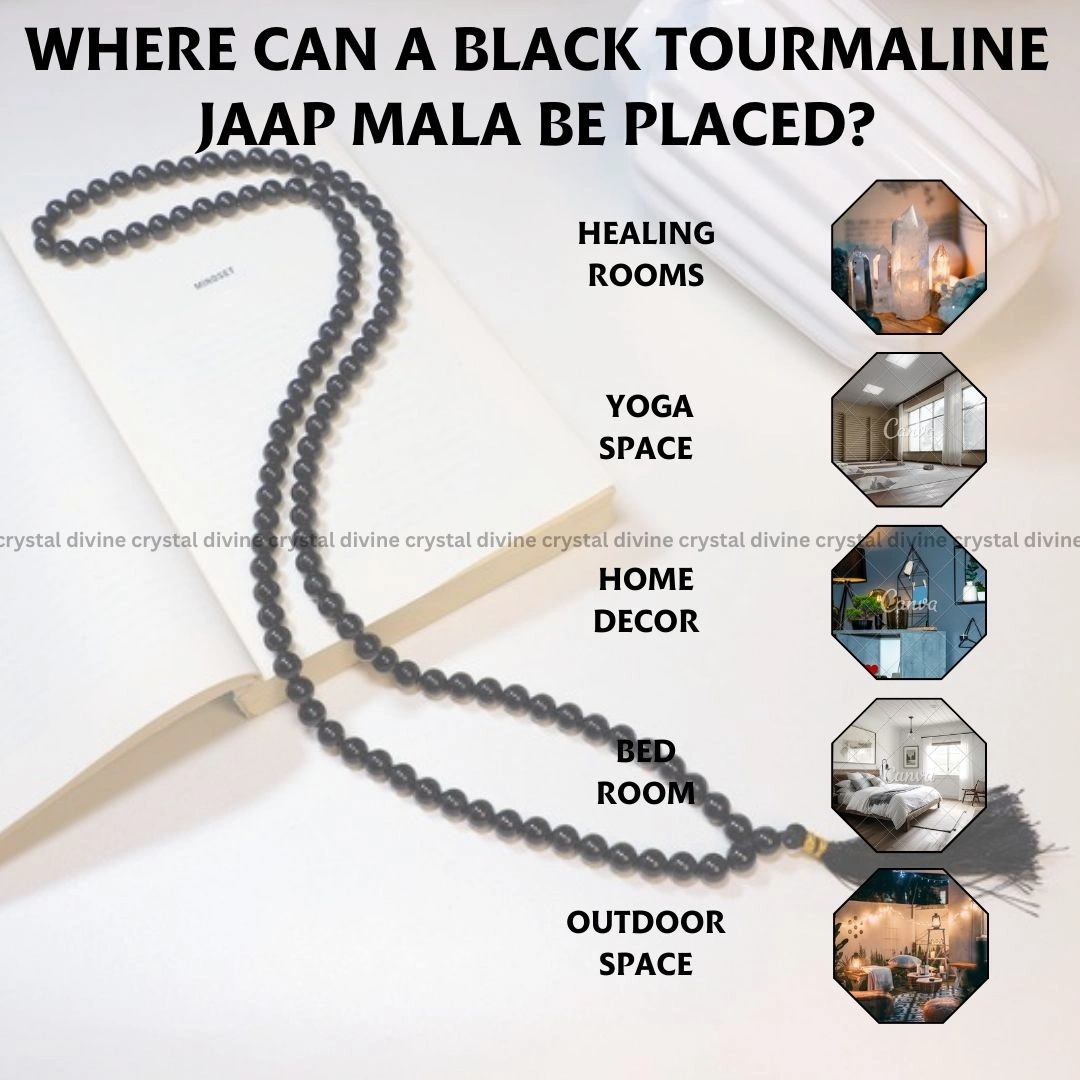 WHERE CAN A BLACK TOURMALINE
JAAP MALA BE PLACED?
MINDSET
HEALING
ROOMS
YOGA
SPACE
Canva
crystal divine crystal divine crystal divine crystal divine crystal divine crystal divine crystal divine crystal divine
HOME
DECOR
Canva
BED
ROOM
Canva
OUTDOOR
SPACE